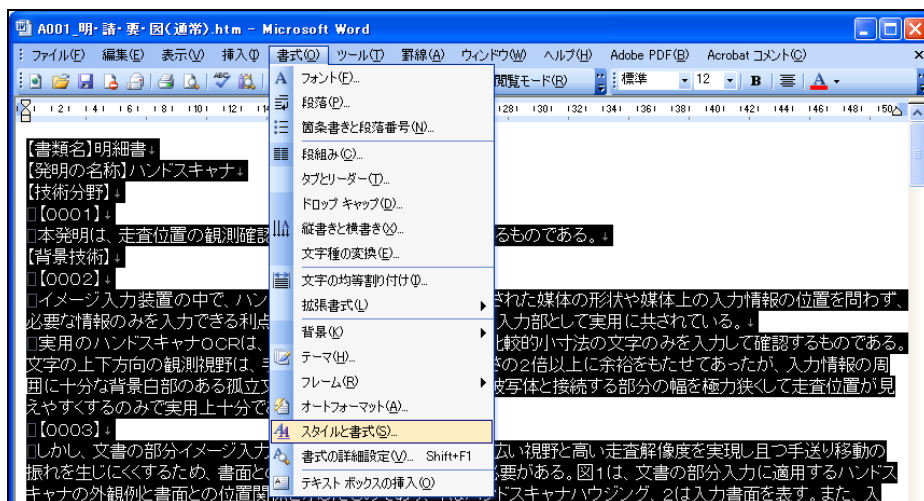 A001_明・請・要・図(通常).htm - Microsoft Word
ファイル(F) 編集(E) 表示(V) 挿入(I) 書式(O) ツール(T) 罫線(A) ウィンドウ(W) ヘルプ(H) Adobe PDF(B) Acrobat コメント(C)
閲覧モード(R) 標準 12 B A
フォント(F)...
段落(P)...
箇条書きと段落番号(N)...
段組み(C)...
タブとリーダー(T)...
ドロップ キャップ(D)...
縦書きと横書き(X)...
文字種の変換(E)...
文字の均等割り付け(I)...
拡張書式(L)
背景(K)
テーマ(H)...
フレーム(R)
オートフォーマット(A)...
スタイルと書式(S)...
書式の詳細設定(V)... Shift+F1
テキスト ボックスの挿入(O)
【書類名】明細書↓
【発明の名称】ハンドスキャナ↓
【技術分野】↓
【0001】↓
本発明は、走査位置の観測確認 るものである。↓
【背景技術】↓
【0002】↓
イメージ入力装置の中で、ハン された媒体の形状や媒体上の入力情報の位置を問わず、
必要な情報のみを入力できる利点 入力部として実用に共されている。↓
実用のハンドスキャナOCRは、 比較的小寸法の文字のみを入力して確認するものである。
文字の上下方向の観測視野は、 の2倍以上に余裕をもたせてあったが、入力情報の周
囲に十分な背景白部のある孤立文 被写体と接続する部分の幅を極力狭くして走査位置が見
えやすくするのみで実用上十分で
【0003】↓
しかし、文書の部分イメージ入力 広い視野と高い走査解像度を実現し且つ手送り移動の
振れを生じにくくするため、書面と 要がある。図1は、文書の部分入力に適用するハンドス
キャナの外観例と書面との位置関 ドスキャナハウジング、2は入力書面を表す。また、入